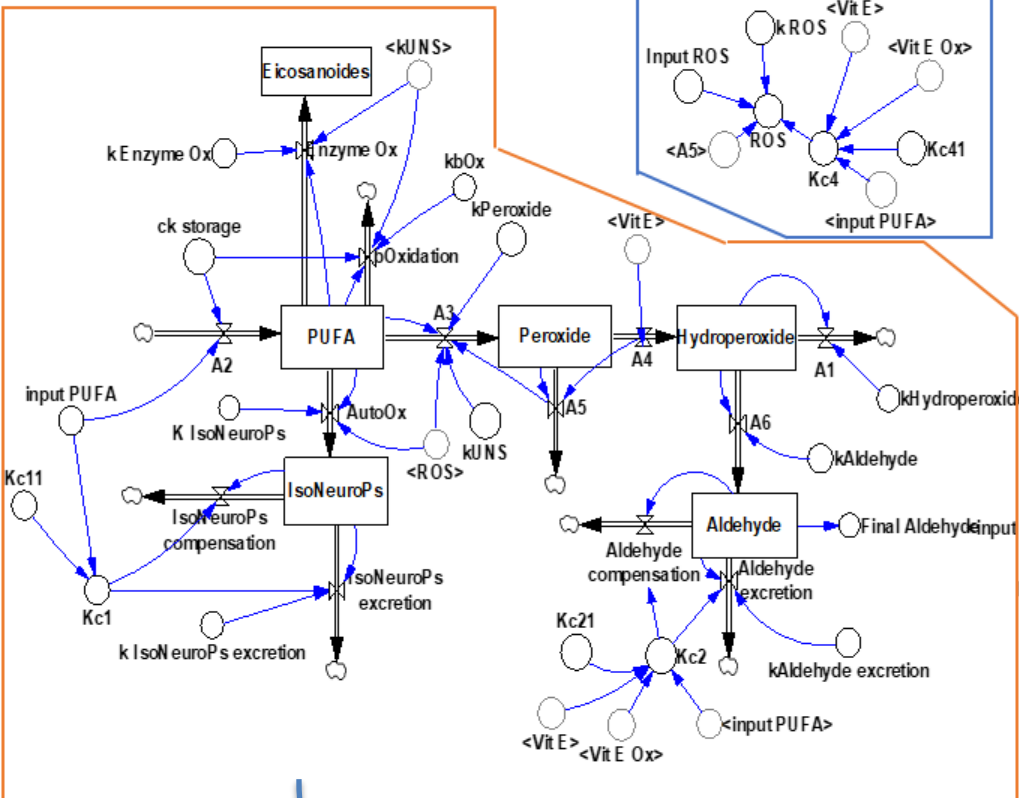 <Vit E>
k ROS
<Vit E Ox>
Input ROS
<A5>
ROS
Kc4
Kc41
<input PUFA>
<kUNS>
Eicosanoides
k Enzyme Ox
nzyme Ox
kbOx
kPeroxide
ck storage
bOxidation
<Vit E>
A3
PUFA
Peroxide
Hydroperoxide
A2
A4
A1
input PUFA
AutoOx
A5
kHydroperoxid
K IsoNeuroPs
A6
<ROS>
kUNS
kAldehyde
Kc11
IsoNeuroPs
IsoNeuroPs
compensation
Aldehyde
Final Aldehyde input
Aldehyde
compensation
Aldehyde
excretion
IsoNeuroPs
excretion
Kc1
k IsoNeuroPs excretion
Kc21
Kc2
kAldehyde excretion
<Vit E>
<Vit E Ox>
<input PUFA>